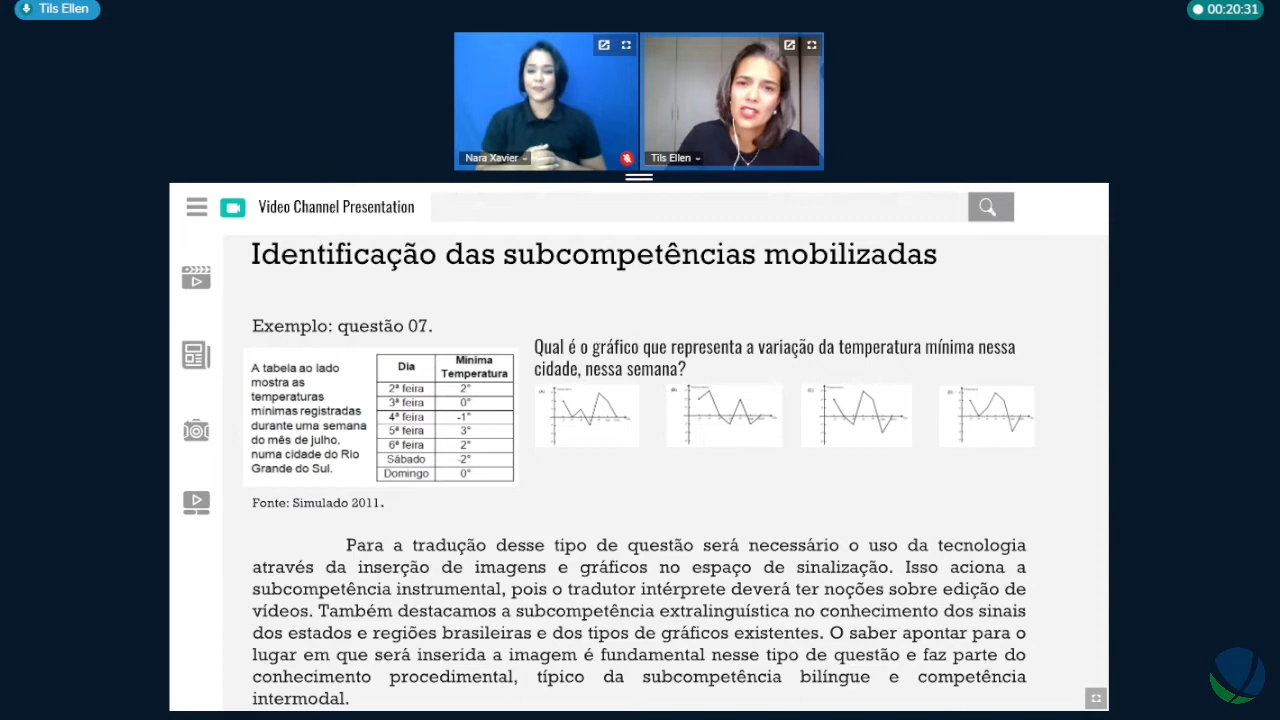 Tils Ellen
00:20:31
Nara Xavier
Tils Ellen
Video Channel Presentation
Identificação das subcompetências mobilizadas
Exemplo: questão 07.
A tabela ao lado
mostra as
temperaturas
mínimas registradas
durante uma semana
do mês de julho,
numa cidade do Rio
Grande do Sul.
Dia Mínima Temperatura
2ª feira 2°
3ª feira 0°
4ª feira -1°
5ª feira 3°
6ª feira 2°
Sábado -2°
Domingo 0°
Fonte: Simulado 2011.
Qual é o gráfico que representa a variação da temperatura mínima nessa
cidade, nessa semana?
(A)
(B)
(C)
(D)
Para a tradução desse tipo de questão será necessário o uso da tecnologia
através da inserção de imagens e gráficos no espaço de sinalização. Isso aciona a
subcompetência instrumental, pois o tradutor intérprete deverá ter noções sobre edição de
vídeos. Também destacamos a subcompetência extralinguística no conhecimento dos sinais
dos estados e regiões brasileiras e dos tipos de gráficos existentes. O saber apontar para o
lugar em que será inserida a imagem é fundamental nesse tipo de questão e faz parte do
conhecimento procedimental, típico da subcompetência bilíngue e competência
intermodal.